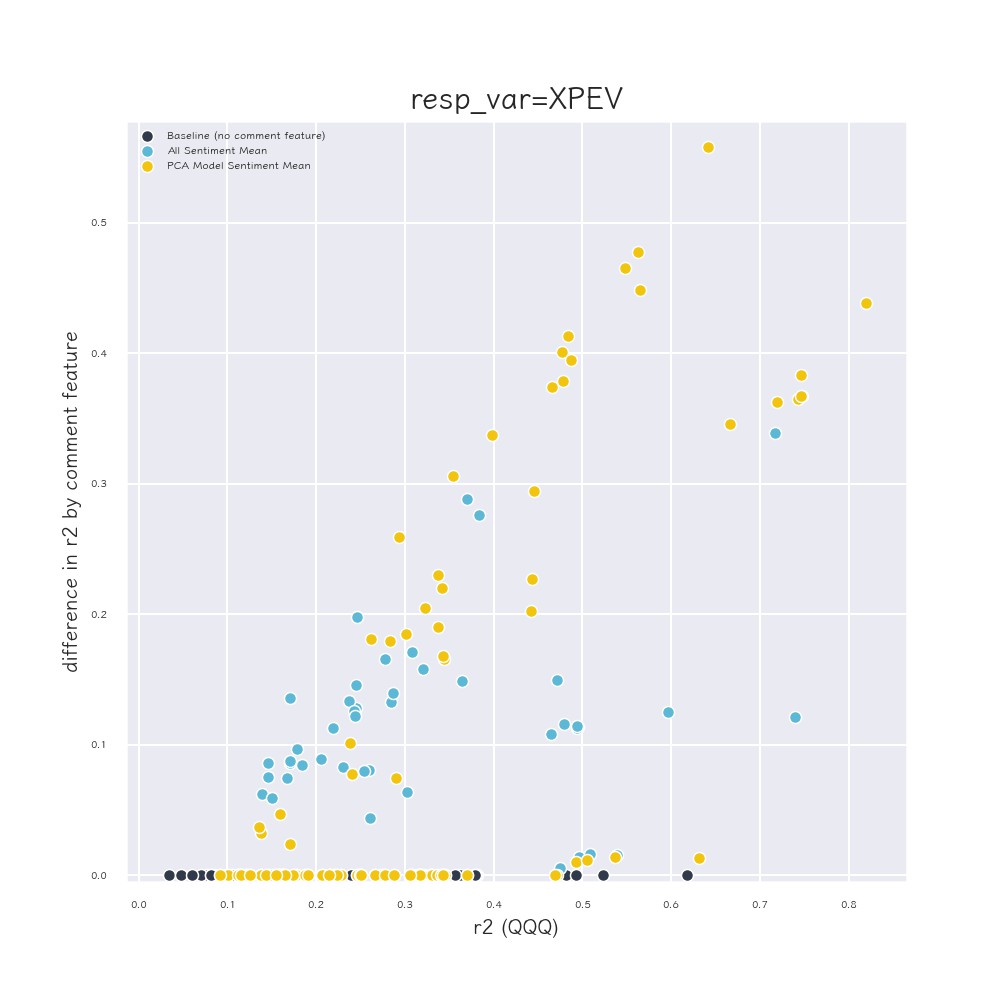 resp_var=XPEV
Baseline (no comment feature)
All Sentiment Mean
PCA Model Sentiment Mean
difference in r2 by comment feature
0.5
0.4
0.3
0.2
0.1
0.0
0.0 0.1 0.2 0.3 0.4 0.5 0.6 0.7 0.8
r2 (QQQ)